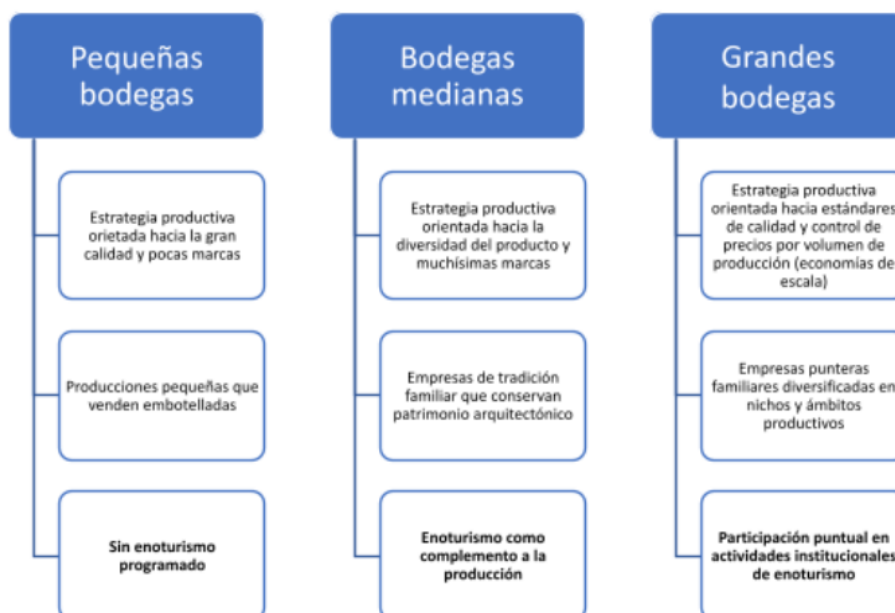 Pequeñas
bodegas
Estrategia productiva
orietada hacia la gran
calidad y pocas marcas
Producciones pequeñas que
venden embotelladas
Sin enoturismo
programado
Bodegas
medianas
Estrategia productiva
orientada hacia la
diversidad del producto y
muchísimas marcas
Empresas de tradición
familiar que conservan
patrimonio arquitectónico
Enoturismo como
complemento a la
producción
Grandes
bodegas
Estrategia productiva
orientada hacia estándares
de calidad y control de
precios por volumen de
producción (economías de
escala)
Empresas punteras
familiares diversificadas en
nichos y ámbitos
productivos
Participación puntual en
actividades institucionales
de enoturismo